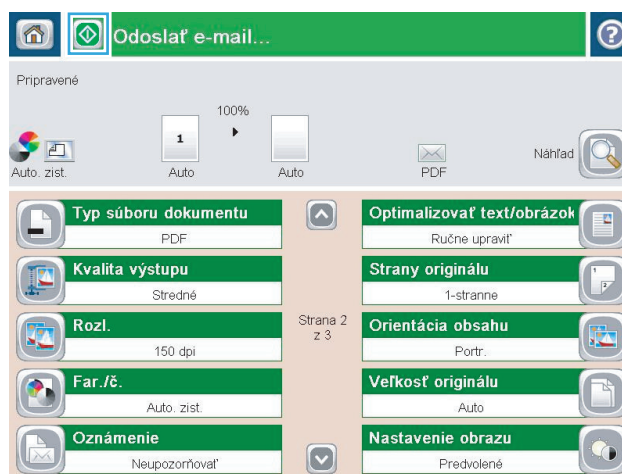 Odoslať e-mail...
?
Pripravené
100%
1
Auto. zist.
Auto
Auto
PDF
Náhľad
Typ súboru dokumentu
PDF
Optimalizovať text/obrázok
Ručne upraviť
Kvalita výstupu
Stredné
Strany originálu
1-stranne
1
2
Rozl.
150 dpi
Strana 2
z 3
Orientácia obsahu
Portr.
Far./č.
Auto. zist.
Veľkosť originálu
Auto
Oznámenie
Neupozorňovať
Nastavenie obrazu
Predvolené